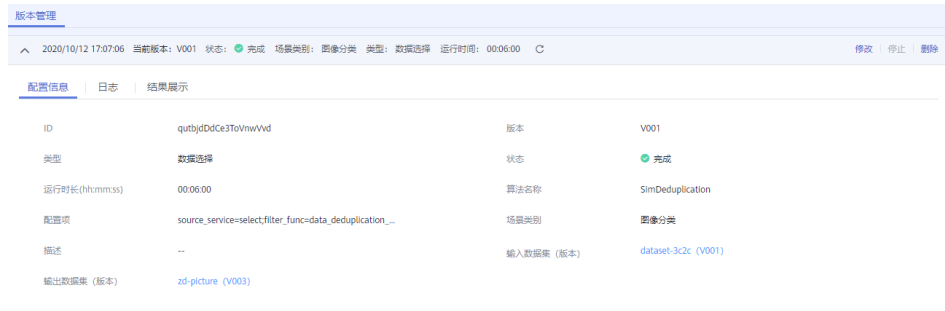 版本管理
2020/10/12 17:07:06 当前版本: V001 状态: 完成 场景类别: 图像分类 类型: 数据选择 运行时间: 00:06:00 修改 停止 删除
配置信息 日志 结果展示
ID qutbjdDdCe3ToVnwVvd 版本 V001
类型 数据选择 状态 完成
运行时长(hh:mm:ss) 00:06:00 算法名称 SimDeduplication
配置项 source_service=select;filter_func=data_deduplication_... 场景类别 图像分类
描述 -- 输入数据集（版本） dataset-3c2c（V001）
输出数据集（版本） zd-picture（V003）